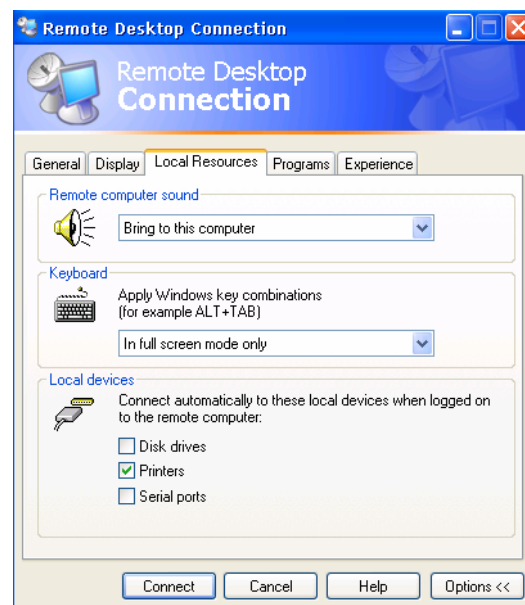 Remote Desktop Connection
Remote Desktop
Connection
General Display Local Resources Programs Experience
Remote computer sound
Bring to this computer
Keyboard
Apply Windows key combinations
(for example ALT+TAB)
In full screen mode only
Local devices
Connect automatically to these local devices when logged on
to the remote computer:
Disk drives
Printers
Serial ports
Connect Cancel Help Options <<